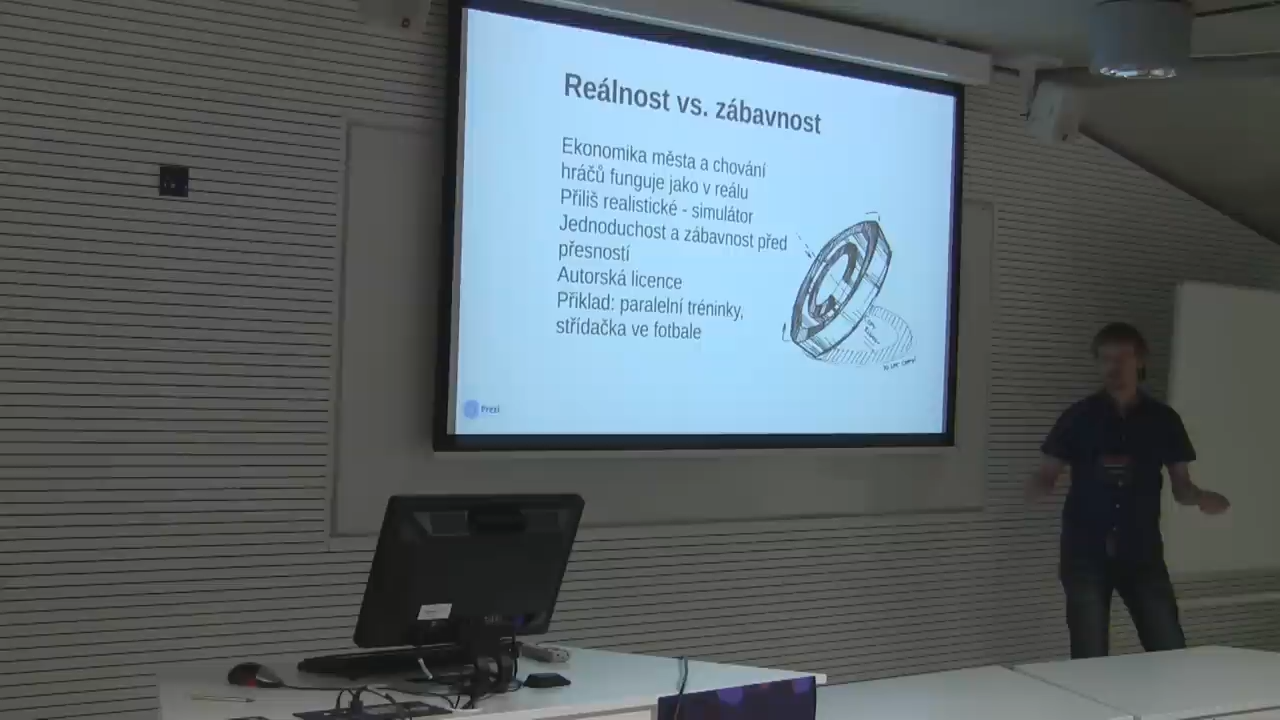 Reálnost vs. zábavnost
Ekonomika města a chování
hráčů funguje jako v reálu
Příliš realistické - simulátor
Jednoduchost a zábavnost před
přesností
Autorská licence
Příklad: paralelní tréninky,
střídačka ve fotbale
Prezi